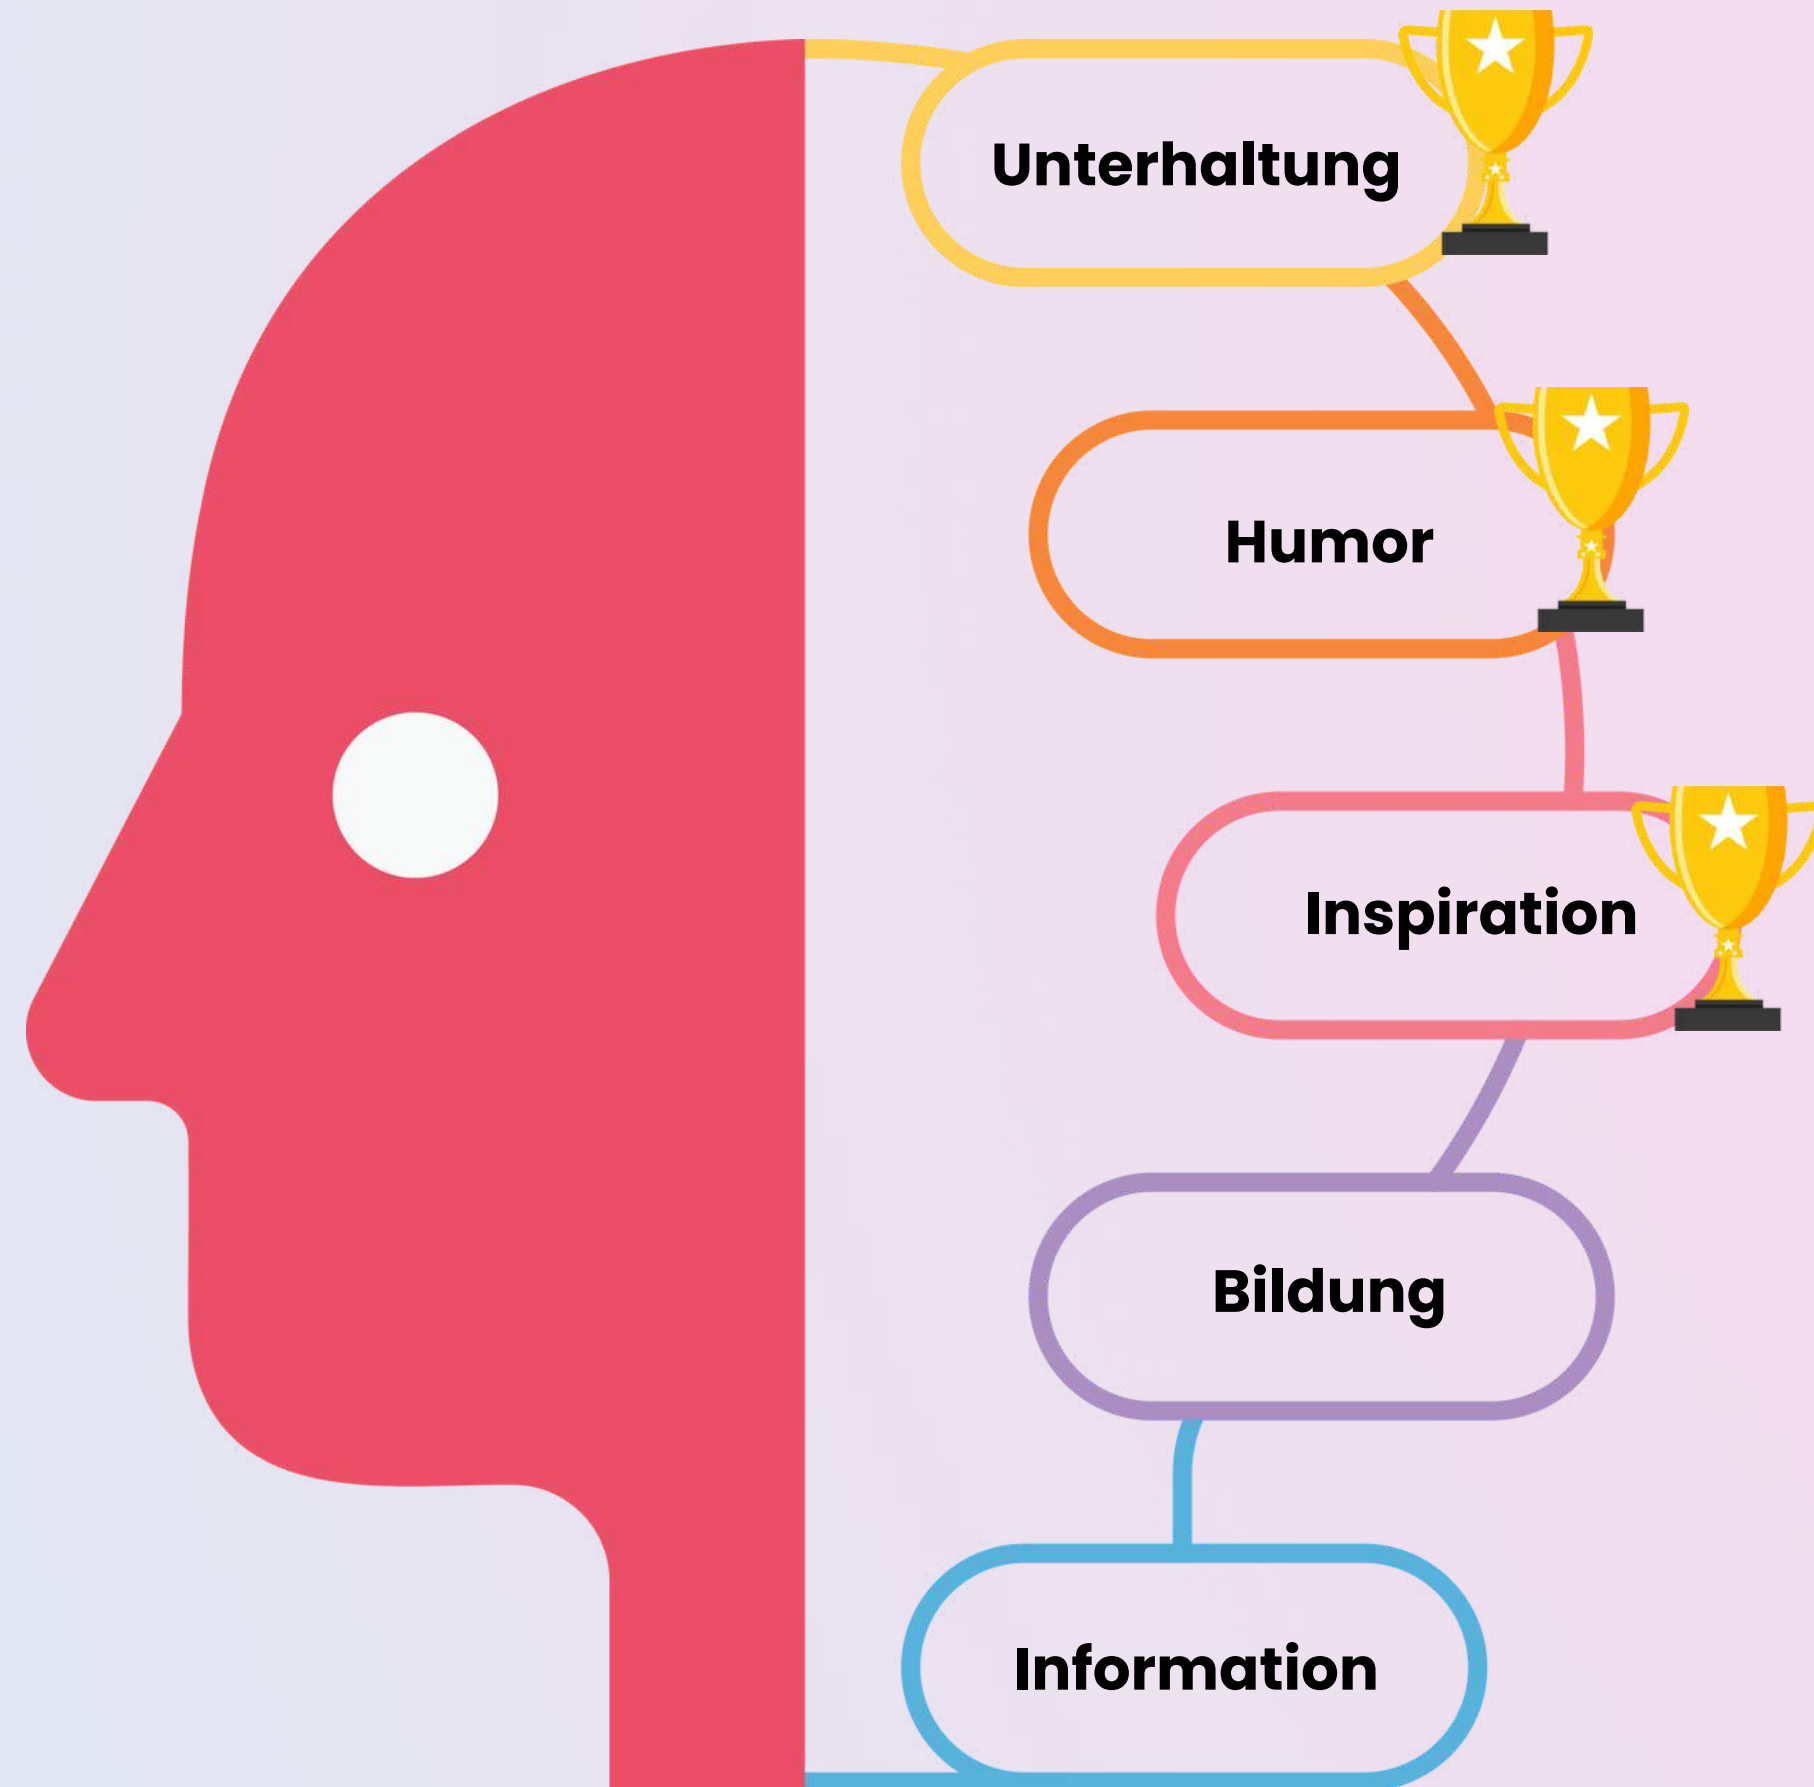 Unterhaltung
Humor
Inspiration
Bildung
Information